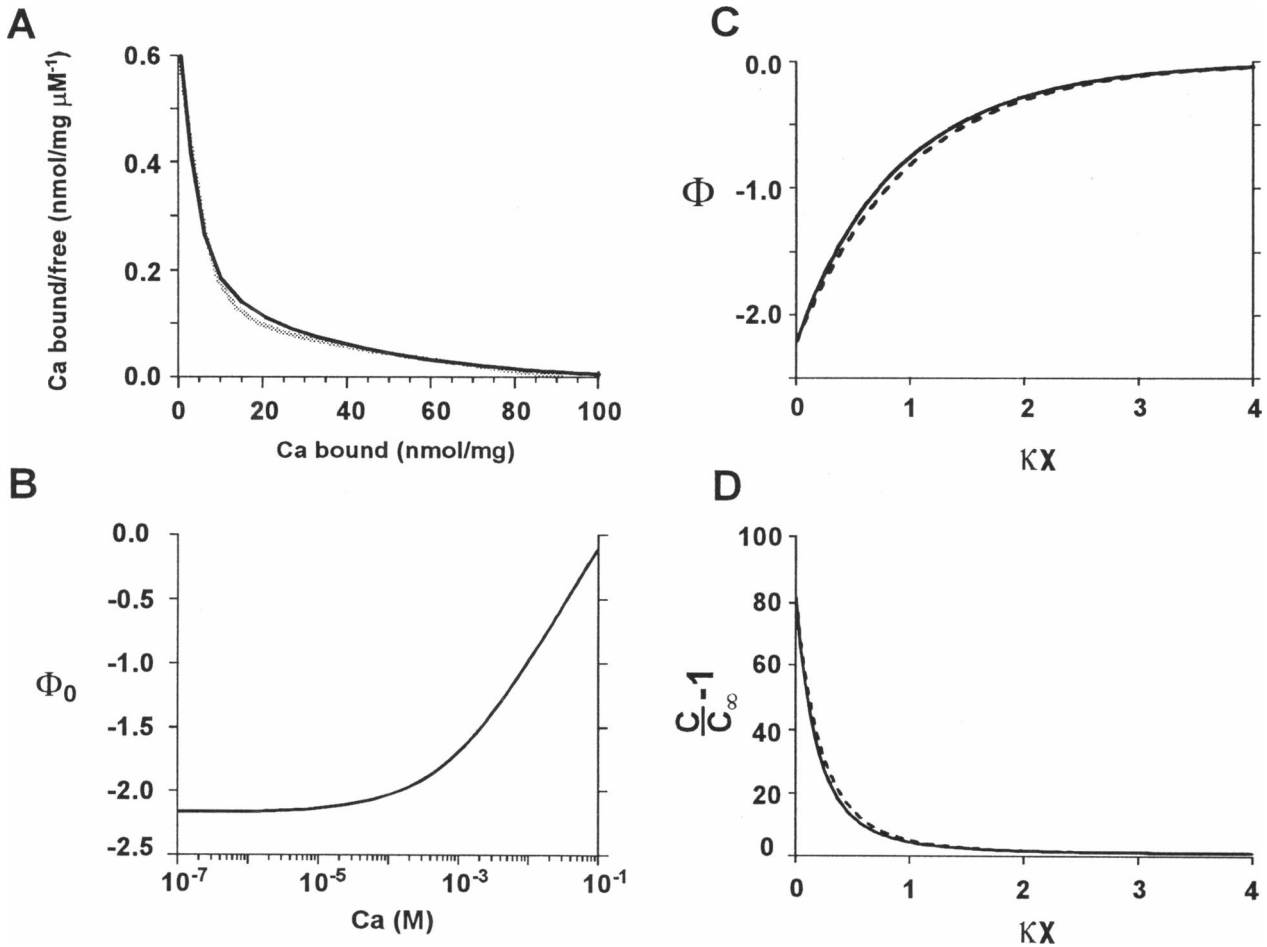 A
Ca bound/free (nmol/mg μM⁻¹)
0.6
0.4
0.2
0.0
0 20 40 60 80 100
Ca bound (nmol/mg)
B
Φ₀
0.0
-0.5
-1.0
-1.5
-2.0
-2.5
10⁻⁷ 10⁻⁵ 10⁻³ 10⁻¹
Ca (M)
C
Φ
0.0
-1.0
-2.0
0 1 2 3 4
κx
D
C/C∞ -1
100
80
60
40
20
0
0 1 2 3 4
κx